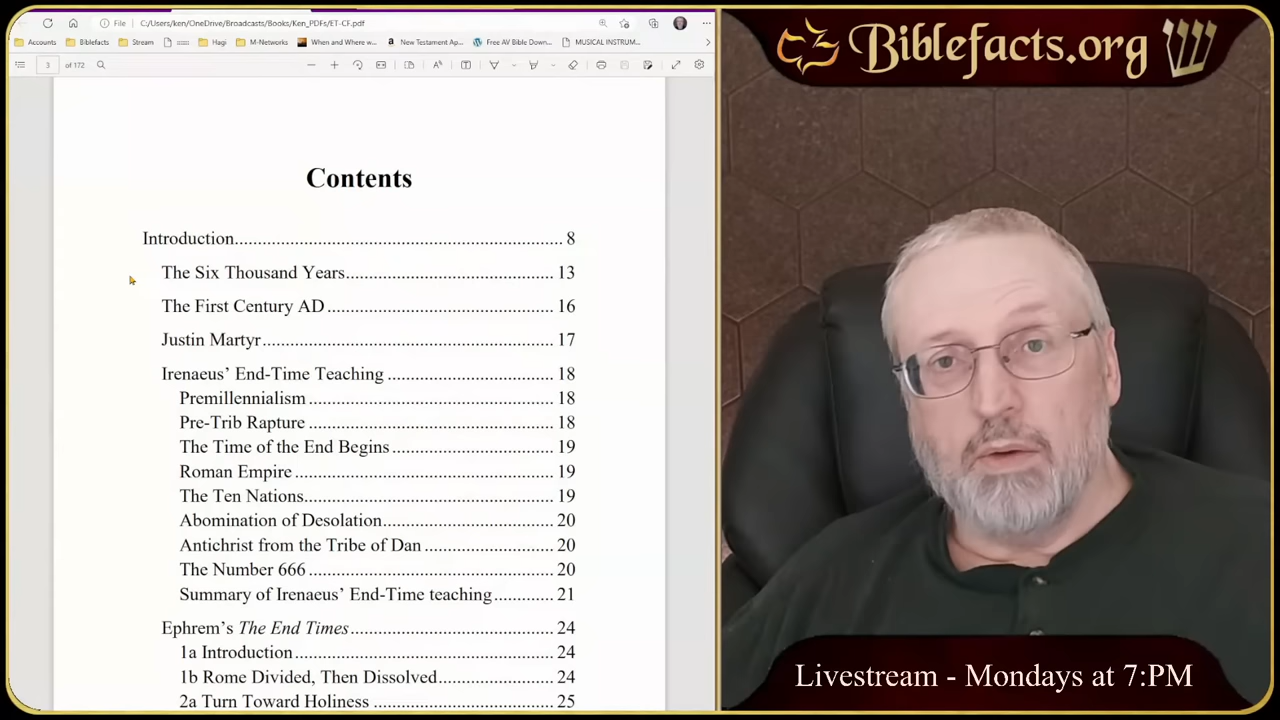 File | C:/Users/ken/OneDrive/Broadcasts/Books/Ken_PDFs/ET-CF.pdf
Accounts Biblefacts Stream Hagi M-Networks When and Where w... New Testament Ap... Free AV Bible Down... MUSICAL INSTRUM...
3 of 172
Contents
Introduction.......................................................................... 8
The Six Thousand Years............................................. 13
The First Century AD ................................................. 16
Justin Martyr............................................................... 17
Irenaeus’ End-Time Teaching .................................... 18
Premillennialism ...................................................... 18
Pre-Trib Rapture ...................................................... 18
The Time of the End Begins ................................... 19
Roman Empire ......................................................... 19
The Ten Nations....................................................... 19
Abomination of Desolation..................................... 20
Antichrist from the Tribe of Dan ............................ 20
The Number 666 ...................................................... 20
Summary of Irenaeus’ End-Time teaching............. 21
Ephrem’s The End Times............................................ 24
1a Introduction ......................................................... 24
1b Rome Divided, Then Dissolved......................... 24
2a Turn Toward Holiness ........................................ 25
Biblefacts.org
ש
Livestream - Mondays at 7:PM